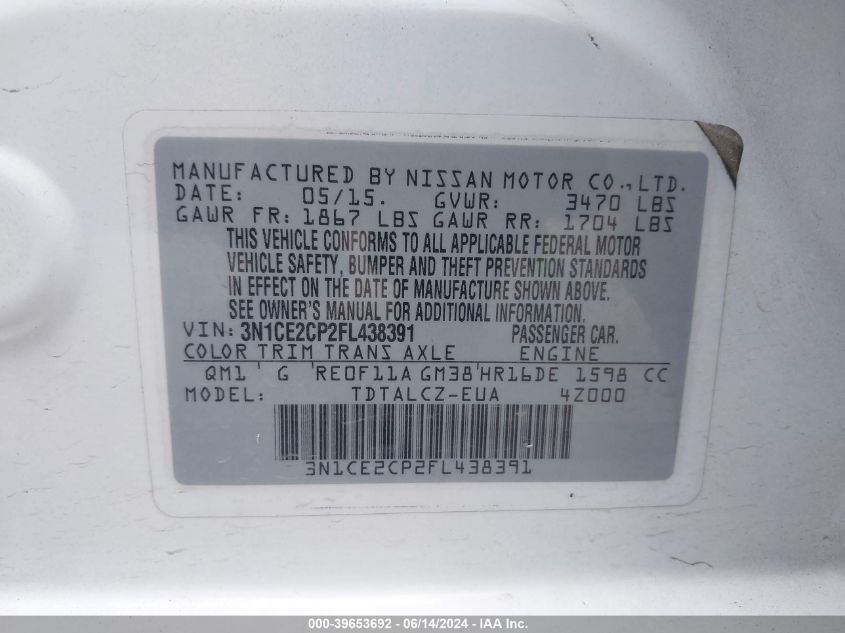 MANUFACTURED BY NISSAN MOTOR CO., LTD.
DATE: 05/15. GVWR: 3470 LBS
GAWR FR: 1867 LBS GAWR RR: 1704 LBS
THIS VEHICLE CONFORMS TO ALL APPLICABLE FEDERAL MOTOR
VEHICLE SAFETY, BUMPER AND THEFT PREVENTION STANDARDS
IN EFFECT ON THE DATE OF MANUFACTURE SHOWN ABOVE.
SEE OWNER'S MANUAL FOR ADDITIONAL INFORMATION.
VIN: 3N1CE2CP2FL438391 PASSENGER CAR.
COLOR TRIM TRANS AXLE ENGINE
QM1 ' G ' RE0F11A GM38 ' HR16DE 1598 CC
MODEL: TDTALCZ-EUA 4Z000
3N1CE2CP2FL438391
000-39653692 - 06/14/2024 - IAA Inc.